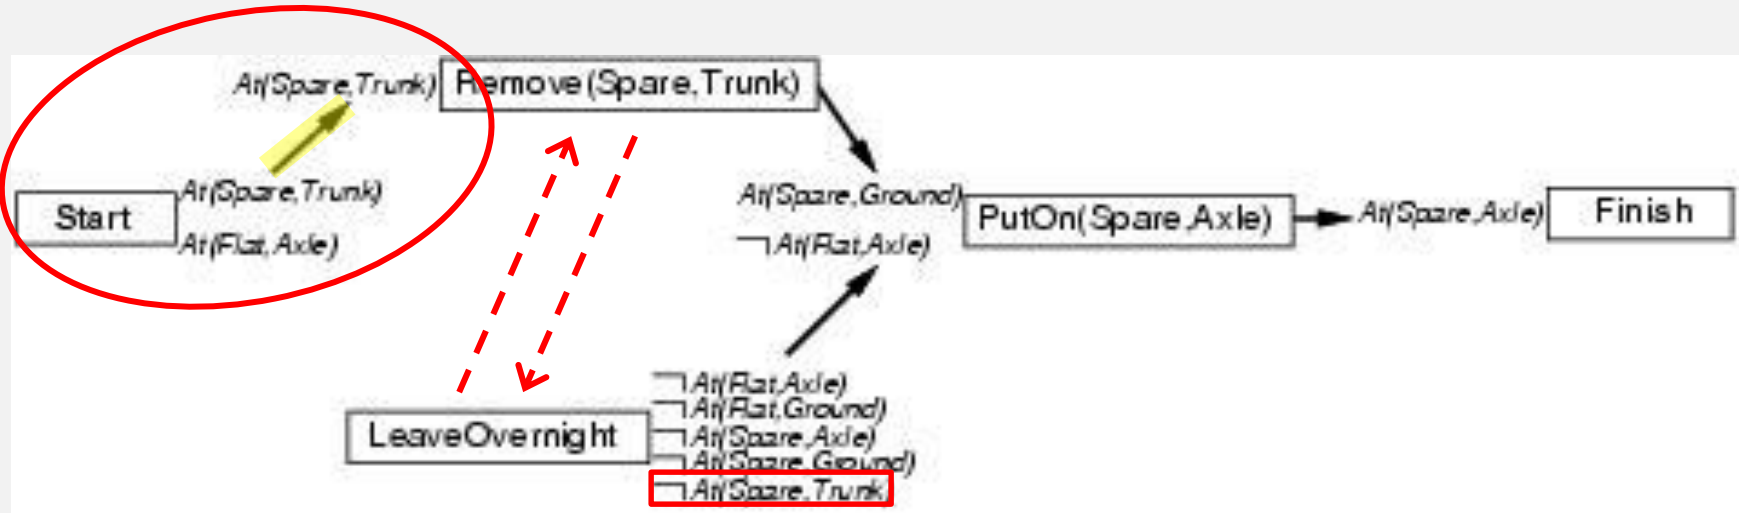 At(Spare,Trunk) Remove(Spare,Trunk)
At(Spare,Trunk)
Start
At(Flat,Axle)
At(Spare,Ground)
PutOn(Spare,Axle)
¬At(Flat,Axle)
At(Spare,Axle)
Finish
LeaveOvernight
¬At(Flat,Axle)
¬At(Flat,Ground)
¬At(Spare,Axle)
¬At(Spare,Ground)
¬At(Spare,Trunk)